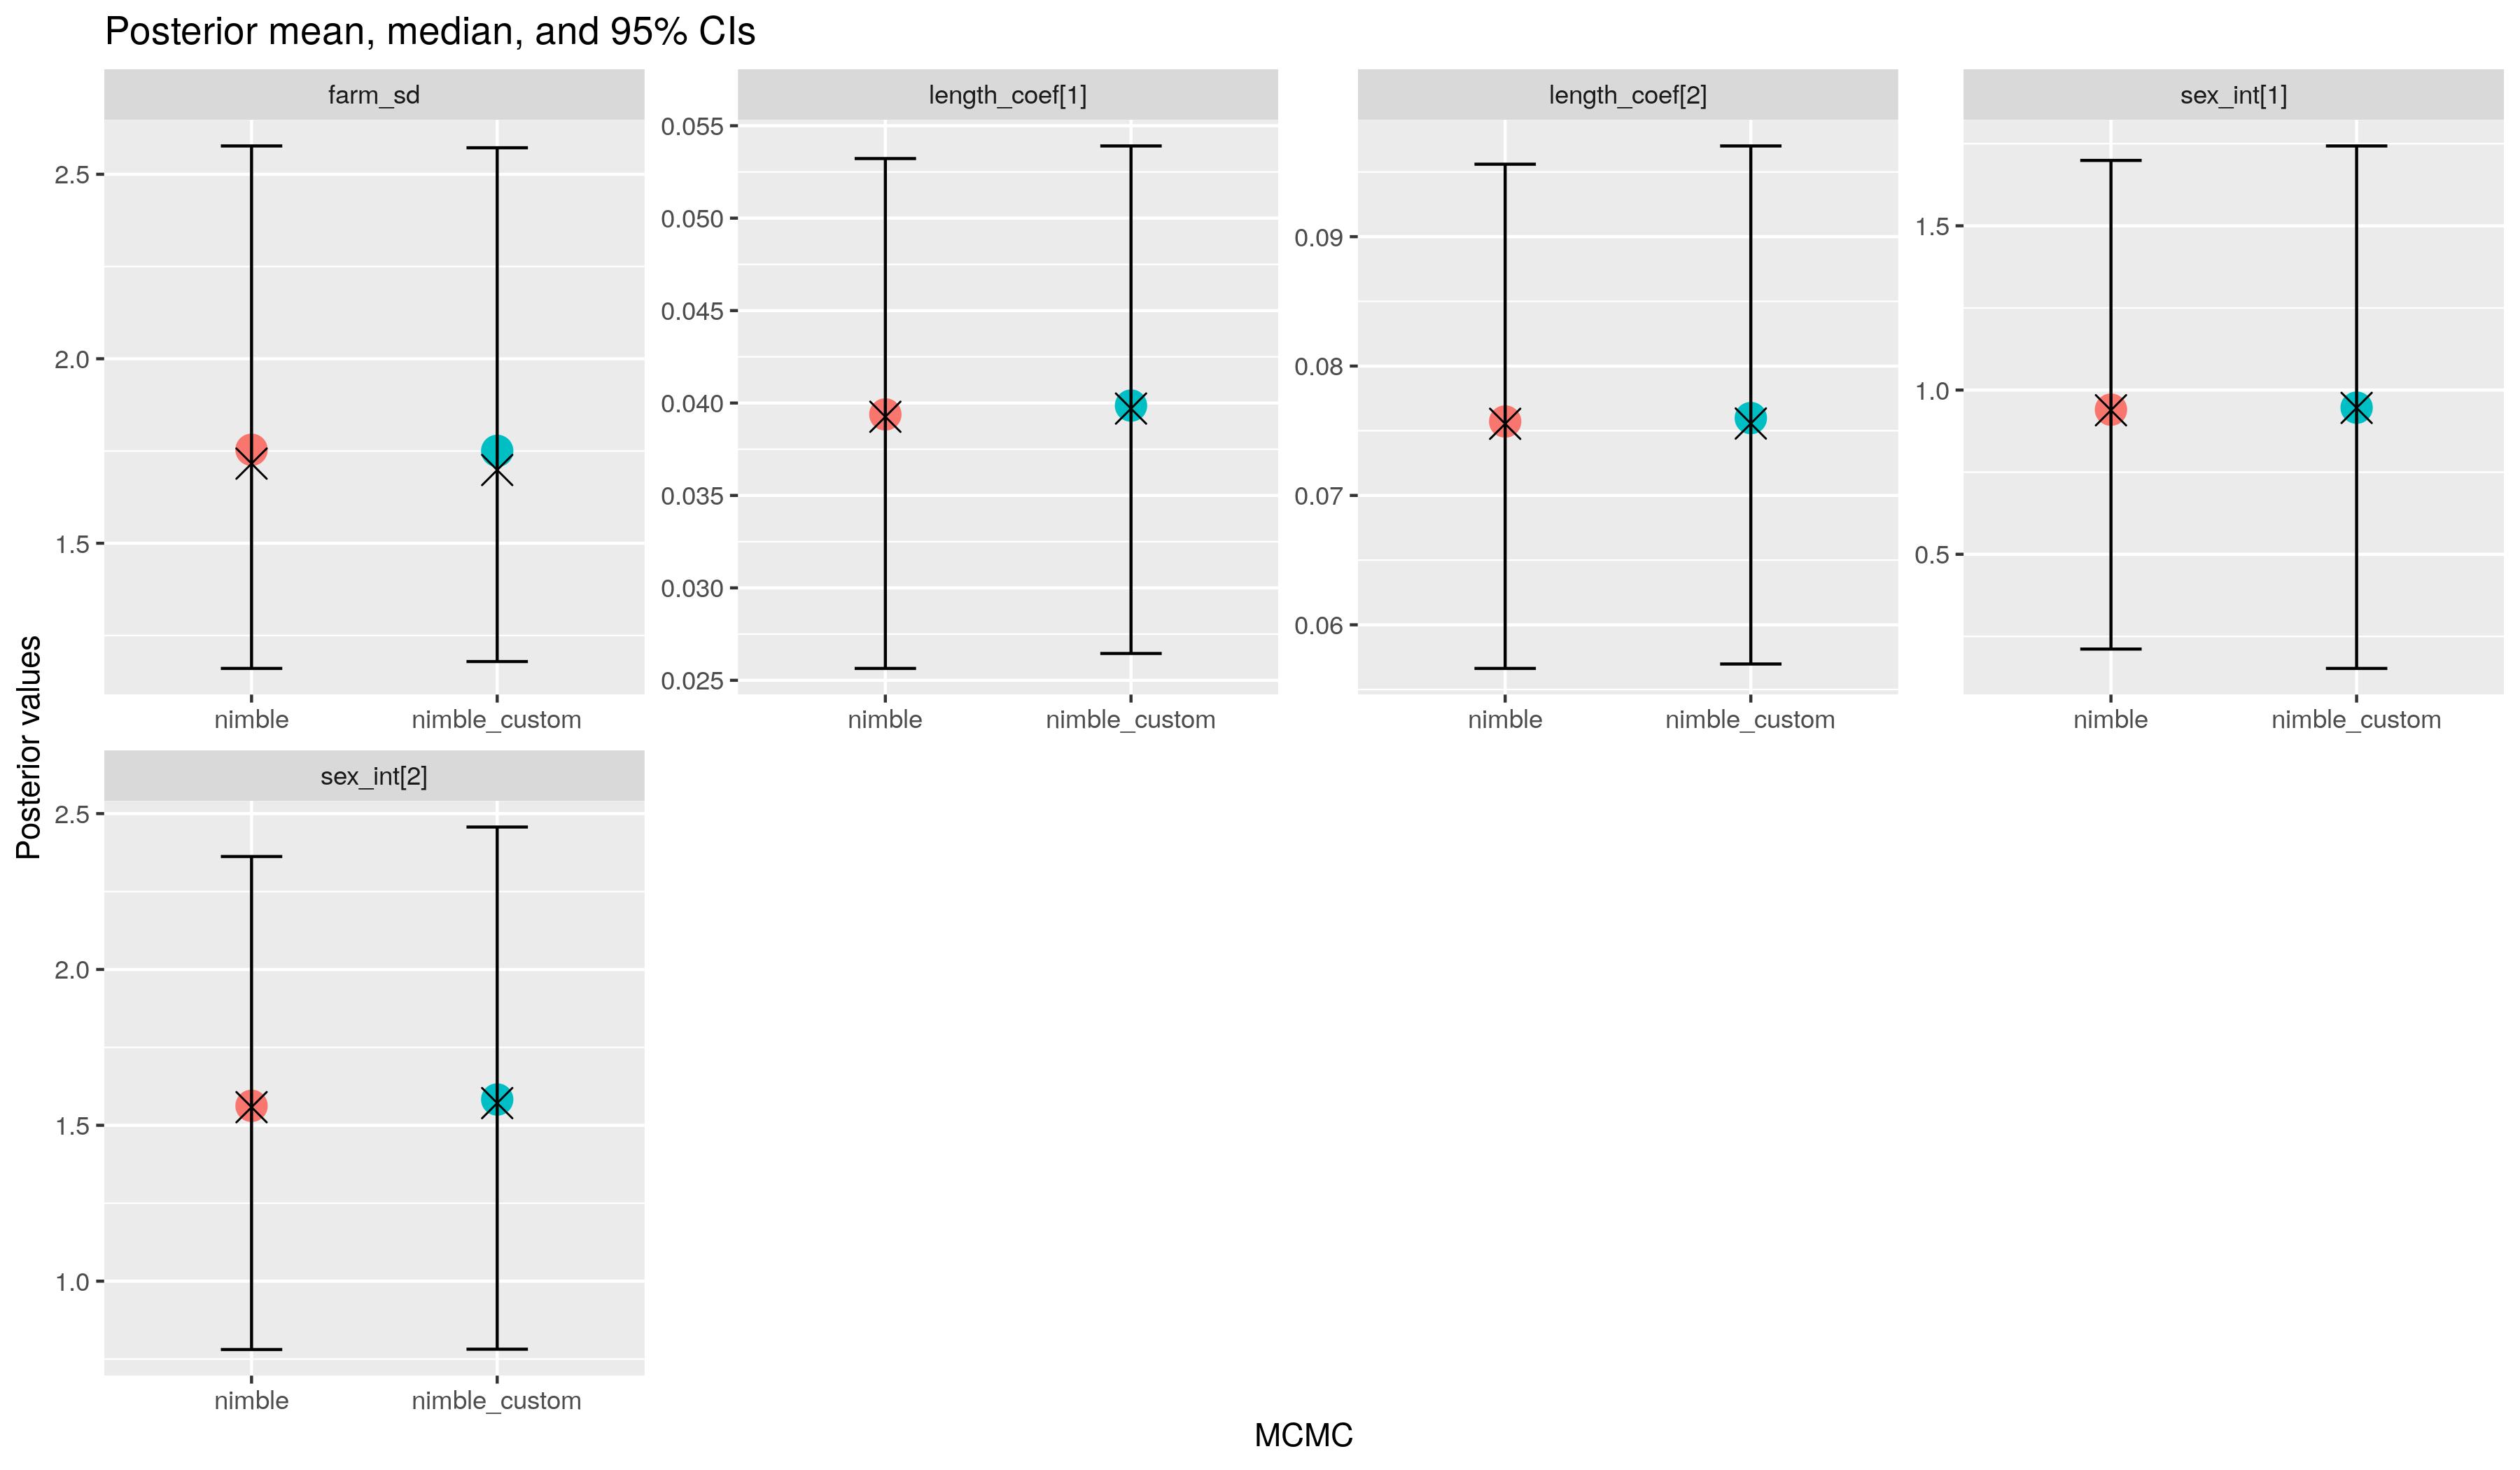 Posterior mean, median, and 95% CIs
farm_sd
length_coef[1]
length_coef[2]
sex_int[1]
2.5
2.0
1.5
0.055
0.050
0.045
0.040
0.035
0.030
0.025
0.09
0.08
0.07
0.06
1.5
1.0
0.5
nimble
nimble_custom
nimble
nimble_custom
nimble
nimble_custom
nimble
nimble_custom
Posterior values
sex_int[2]
2.5
2.0
1.5
1.0
nimble
nimble_custom
MCMC